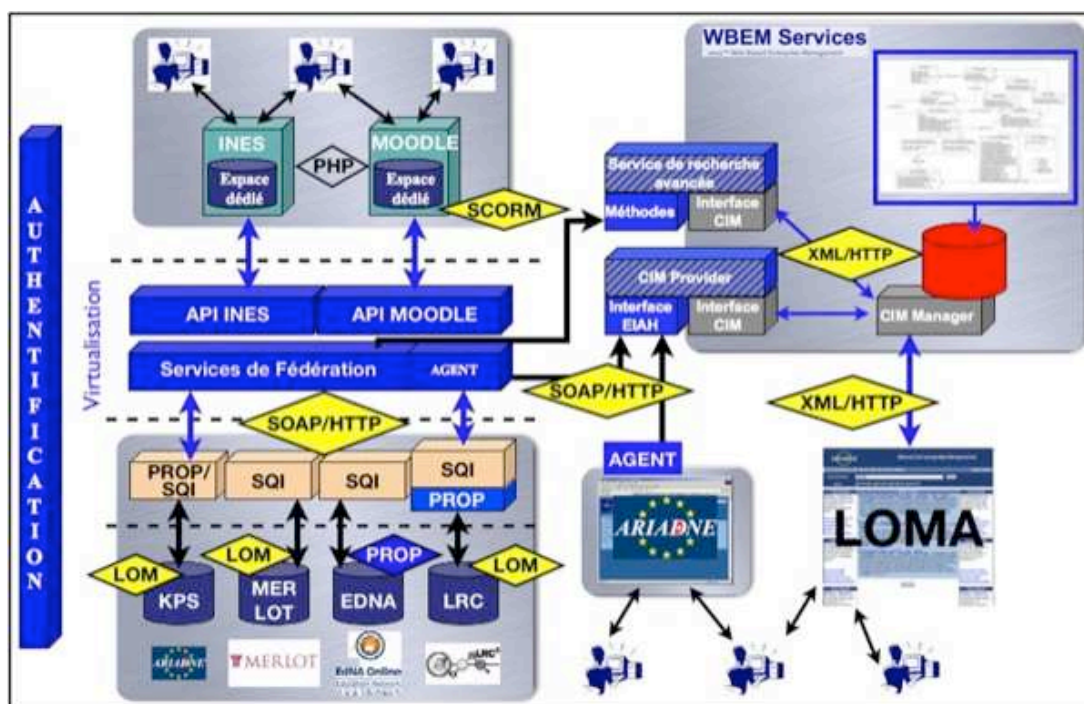 AUTHENTIFICATION
Virtualisation
INES
Espace
dédié
PHP
MOODLE
Espace
dédié
SCORM
API INES
API MOODLE
Services de Fédération
AGENT
SOAP/HTTP
SOAP/HTTP
PROP/
SQI
SQI
SQI
SQI
PROP
LOM
LOM
PROP
LOM
KPS
MER
LOT
EDNA
LRC
ARIADNE
MERLOT
EdNA Online
WBEM Services
Service de recherche
avancée
Méthodes
Interface
CIM
CIM Provider
Interface
EIAH
Interface
CIM
XML/HTTP
CIM Manager
XML/HTTP
AGENT
ARIADNE
LOMA